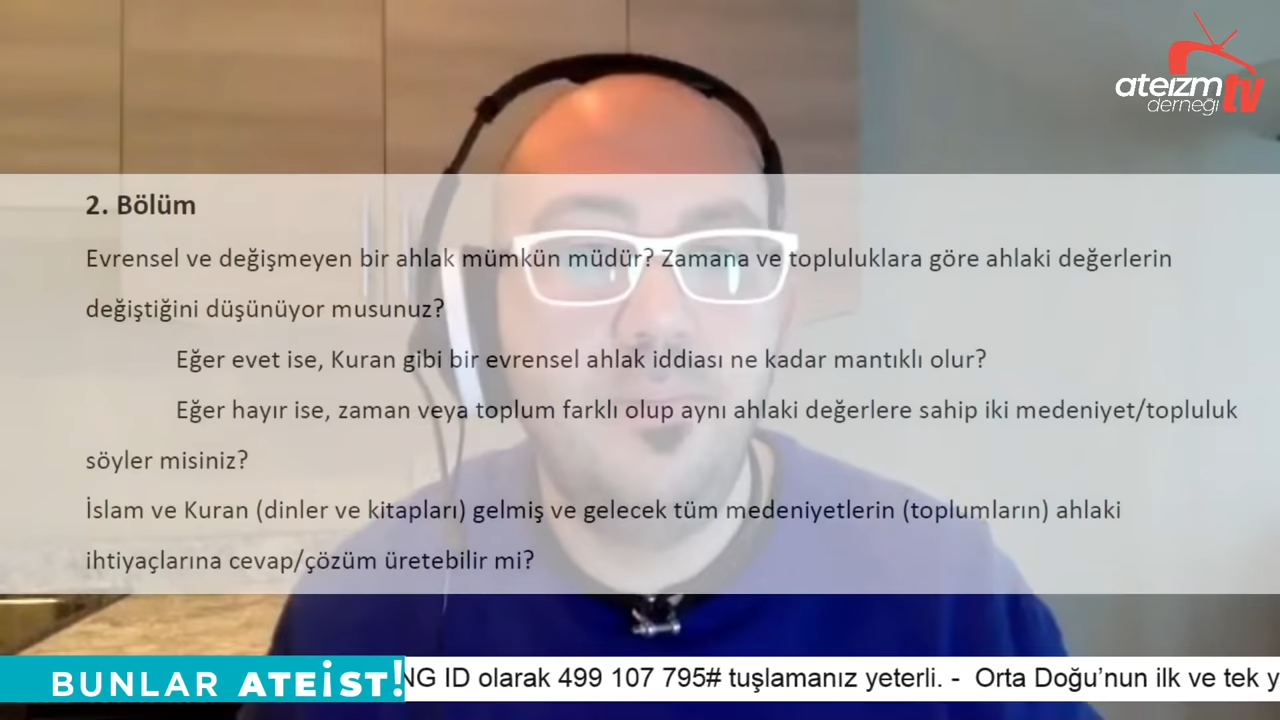 ateizm
derneği tv
2. Bölüm
Evrensel ve değişmeyen bir ahlak mümkün müdür? Zamana ve topluluklara göre ahlaki değerlerin
değiştiğini düşünüyor musunuz?
Eğer evet ise, Kuran gibi bir evrensel ahlak iddiası ne kadar mantıklı olur?
Eğer hayır ise, zaman veya toplum farklı olup aynı ahlaki değerlere sahip iki medeniyet/topluluk
söyler misiniz?
İslam ve Kuran (dinler ve kitapları) gelmiş ve gelecek tüm medeniyetlerin (toplumların) ahlaki
ihtiyaçlarına cevap/çözüm üretebilir mi?
BUNLAR ATEİST! NG ID olarak 499 107 795# tuşlamanız yeterli. - Orta Doğu’nun ilk ve tek y